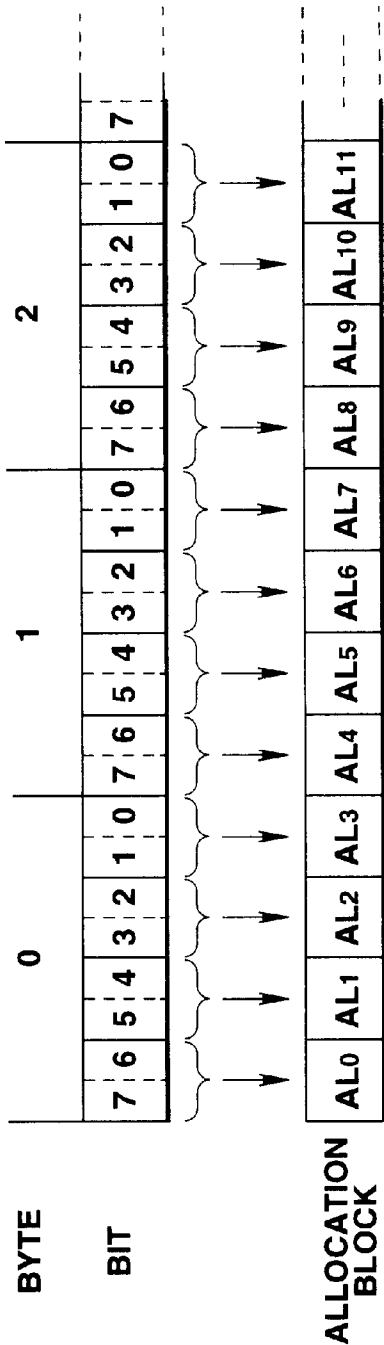 BYTE 0 1 2
BIT 7 6 5 4 3 2 1 0 7 6 5 4 3 2 1 0 7 6 5 4 3 2 1 0 7
ALLOCATION
BLOCK
AL0 AL1 AL2 AL3 AL4 AL5 AL6 AL7 AL8 AL9 AL10 AL11